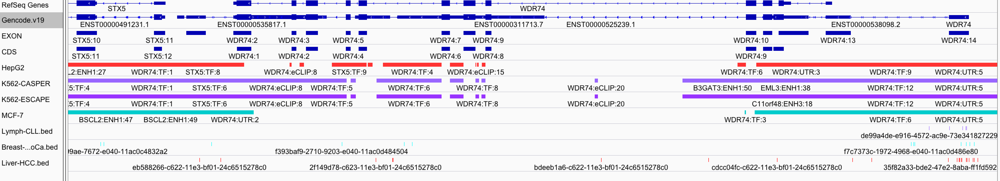 RefSeq Genes
STX5 WDR74
Gencode.v19
ENST00000491231.1 ENST00000535817.1 ENST00000311713.7 ENST00000525239.1 ENST00000538098.2 WDR74
EXON
STX5:10 STX5:11 WDR74:2 WDR74:3 WDR74:5 WDR74:7 WDR74:9 WDR74:10 WDR74:13 WDR74:14
CDS
STX5:11 STX5:12 WDR74:1 WDR74:2 WDR74:4 WDR74:6 WDR74:8 WDR74:9
HepG2
L2:ENH1:27 WDR74:TF:1 STX5:TF:8 WDR74:eCLIP:8 STX5:TF:9 WDR74:TF:4 WDR74:eCLIP:15 WDR74:TF:6 WDR74:UTR:3 WDR74:TF:9 WDR74:UTR:5
K562-CASPER
5:TF:4 WDR74:TF:1 STX5:TF:6 WDR74:eCLIP:8 WDR74:TF:5 WDR74:TF:6 WDR74:TF:8 WDR74:eCLIP:20 B3GAT3:ENH1:50 EML3:ENH1:38 WDR74:TF:12 WDR74:UTR:5
K562-ESCAPE
5:TF:4 WDR74:TF:1 STX5:TF:6 WDR74:eCLIP:8 WDR74:TF:5 WDR74:TF:6 WDR74:TF:8 WDR74:eCLIP:20 C11orf48:ENH3:18 WDR74:TF:12 WDR74:UTR:5
MCF-7
BSCL2:ENH1:47 BSCL2:ENH1:49 WDR74:UTR:2 WDR74:TF:3 WDR74:TF:6 WDR74:UTR:5
Lymph-CLL.bed
de99a4de-e916-4572-ac9e-73e341827229
Breast-...oCa.bed
99ae-7672-e040-11ac0c4832a2 f393baf9-2710-9203-e040-11ac0d484504 f7c7373c-1972-4968-e040-11ac0d486e80
Liver-HCC.bed
eb588266-c622-11e3-bf01-24c6515278c0 2f149d78-c623-11e3-bf01-24c6515278c0 bdeeb1a6-c622-11e3-bf01-24c6515278c0 cdcc04fc-c622-11e3-bf01-24c6515278c0 35f82a33-bde2-47e2-8aba-ff1fd592